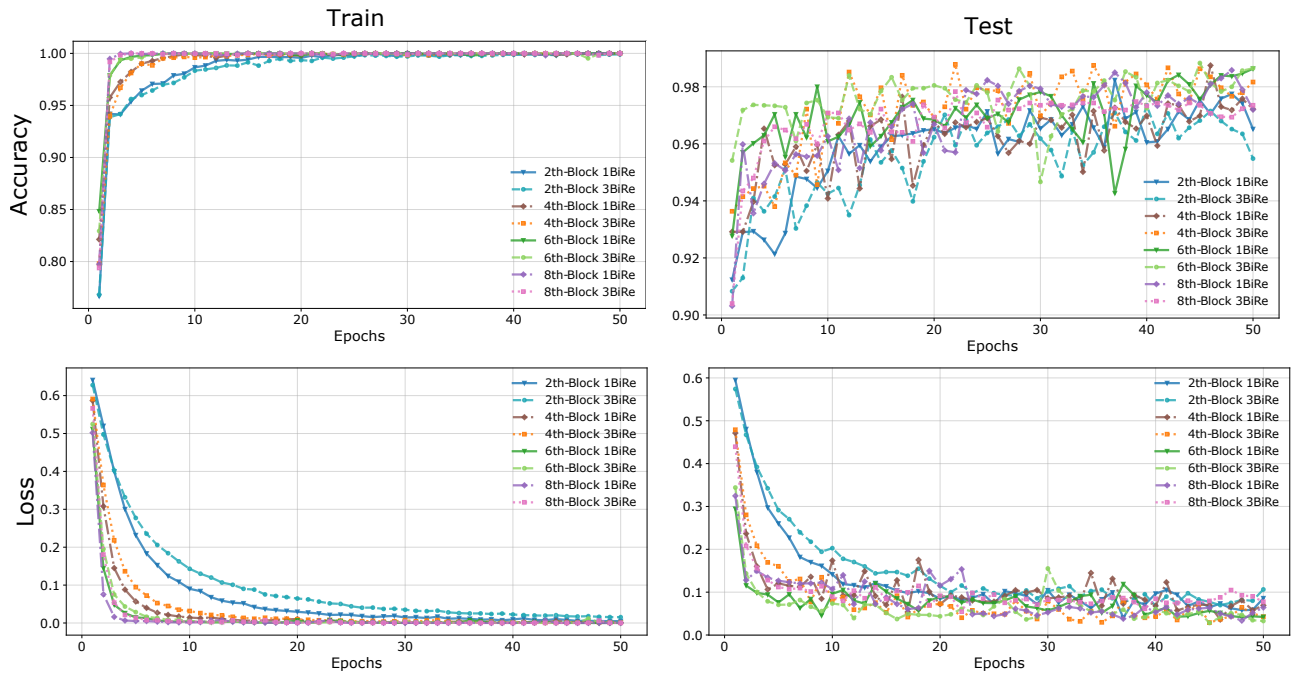 Train
Accuracy
1.00
0.95
0.90
0.85
0.80
2th-Block 1BiRe
2th-Block 3BiRe
4th-Block 1BiRe
4th-Block 3BiRe
6th-Block 1BiRe
6th-Block 3BiRe
8th-Block 1BiRe
8th-Block 3BiRe
0 10 20 30 40 50
Epochs
Test
0.98
0.96
0.94
0.92
0.90
2th-Block 1BiRe
2th-Block 3BiRe
4th-Block 1BiRe
4th-Block 3BiRe
6th-Block 1BiRe
6th-Block 3BiRe
8th-Block 1BiRe
8th-Block 3BiRe
0 10 20 30 40 50
Epochs
Loss
0.6
0.5
0.4
0.3
0.2
0.1
0.0
2th-Block 1BiRe
2th-Block 3BiRe
4th-Block 1BiRe
4th-Block 3BiRe
6th-Block 1BiRe
6th-Block 3BiRe
8th-Block 1BiRe
8th-Block 3BiRe
0 10 20 30 40 50
Epochs
0.6
0.5
0.4
0.3
0.2
0.1
0.0
2th-Block 1BiRe
2th-Block 3BiRe
4th-Block 1BiRe
4th-Block 3BiRe
6th-Block 1BiRe
6th-Block 3BiRe
8th-Block 1BiRe
8th-Block 3BiRe
0 10 20 30 40 50
Epochs